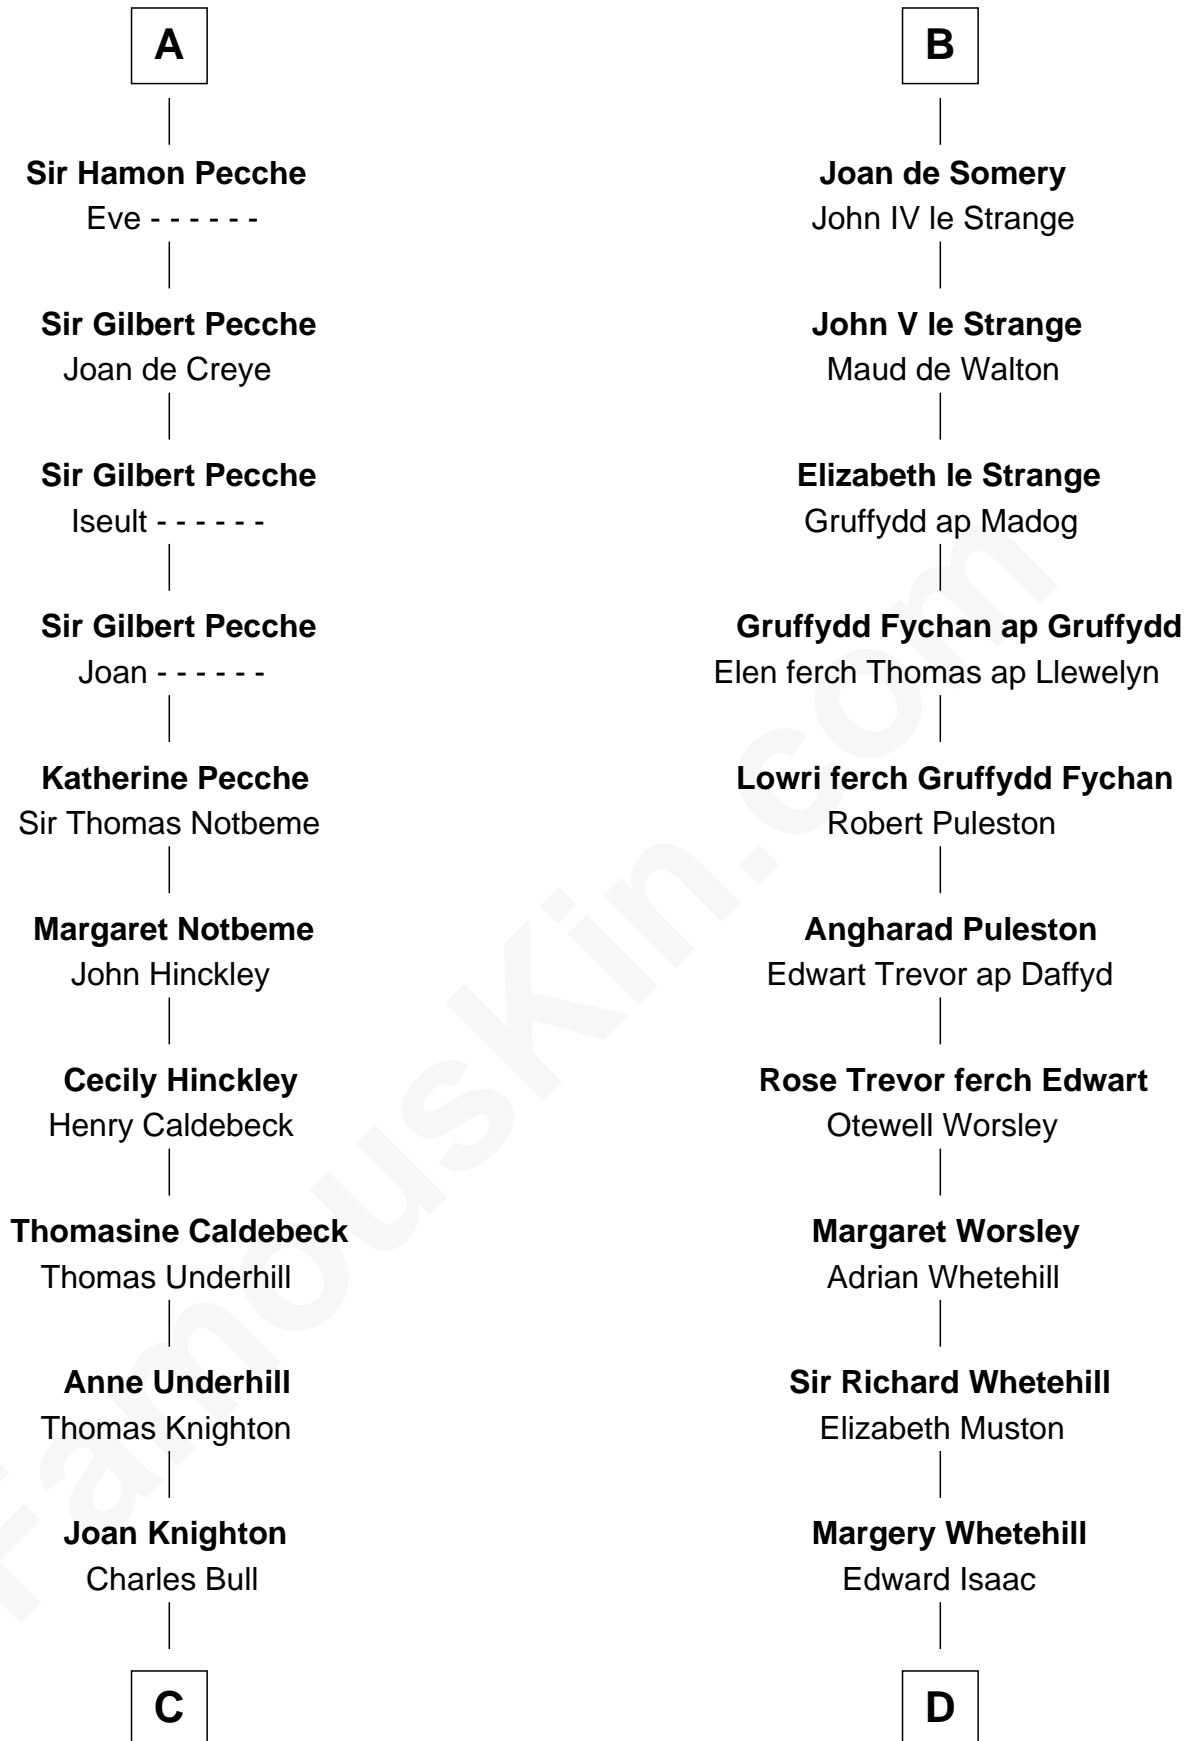 A
Sir Hamon Pecche
Eve - - - - - -
Sir Gilbert Pecche
Joan de Creye
Sir Gilbert Pecche
Iseult - - - - - -
Sir Gilbert Pecche
Joan - - - - - -
Katherine Pecche
Sir Thomas Notbeme
Margaret Notbeme
John Hinckley
Cecily Hinckley
Henry Caldebeck
Thomasine Caldebeck
Thomas Underhill
Anne Underhill
Thomas Knighton
Joan Knighton
Charles Bull
C
B
Joan de Somery
John IV le Strange
John V le Strange
Maud de Walton
Elizabeth le Strange
Gruffydd ap Madog
Gruffydd Fychan ap Gruffydd
Elen ferch Thomas ap Llewelyn
Lowri ferch Gruffydd Fychan
Robert Puleston
Angharad Puleston
Edwart Trevor ap Daffyd
Rose Trevor ferch Edwart
Otewell Worsley
Margaret Worsley
Adrian Whetehill
Sir Richard Whetehill
Elizabeth Muston
Margery Whetehill
Edward Isaac
D
FamousKin.com